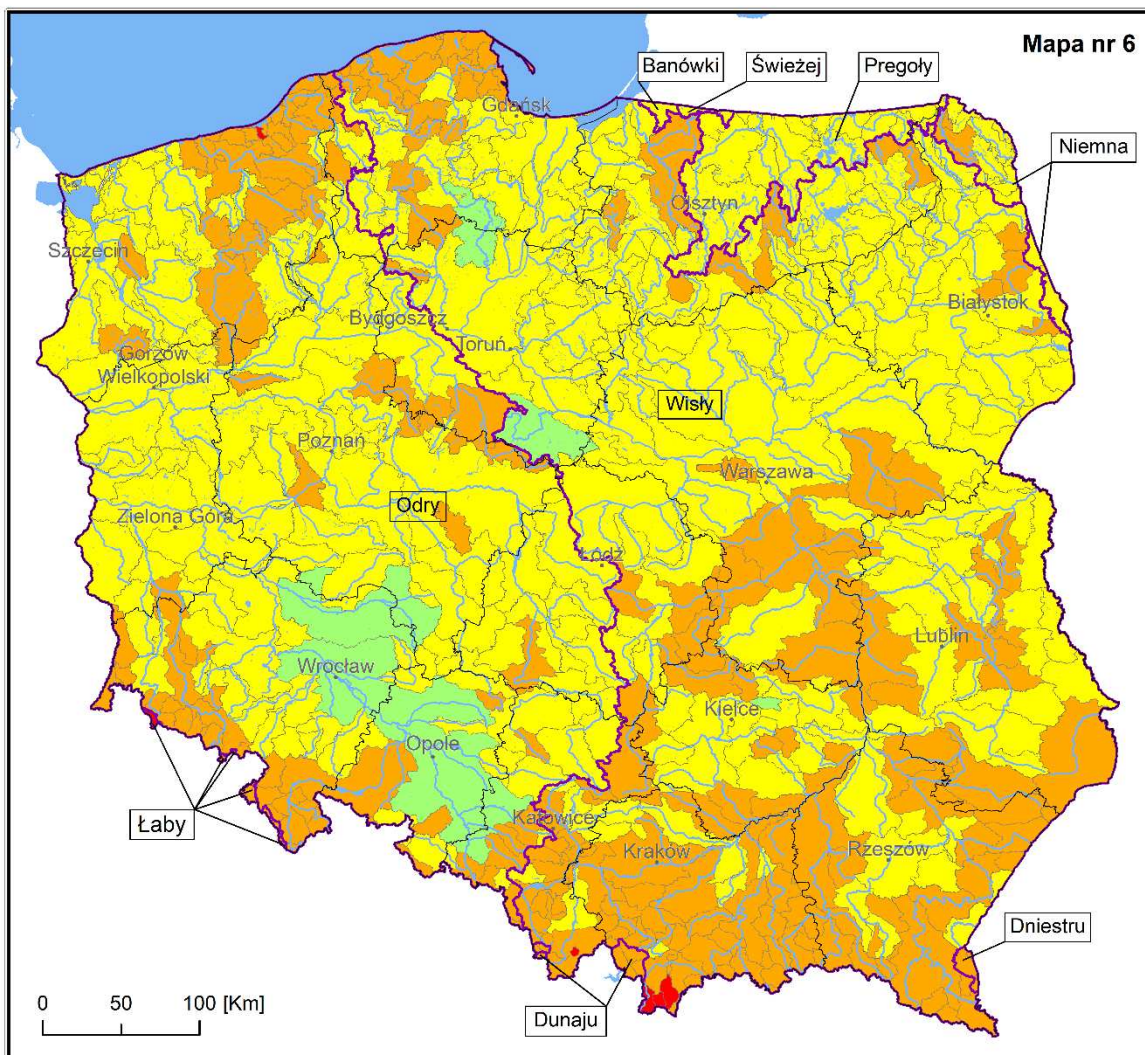 Mapa nr 6
Banówki
Świeżej
Pregoły
Gdańsk
Niemna
Olsztyn
Szczecin
Białystok
Bydgoszcz
Toruń
Gorzów
Wielkopolski
Wisły
Poznań
Warszawa
Odry
Zielona Góra
Łódź
Lublin
Wrocław
Kielce
Opole
Łaby
Katowice
Kraków
Rzeszów
Dniestru
Dunaju
0 50 100 [Km]